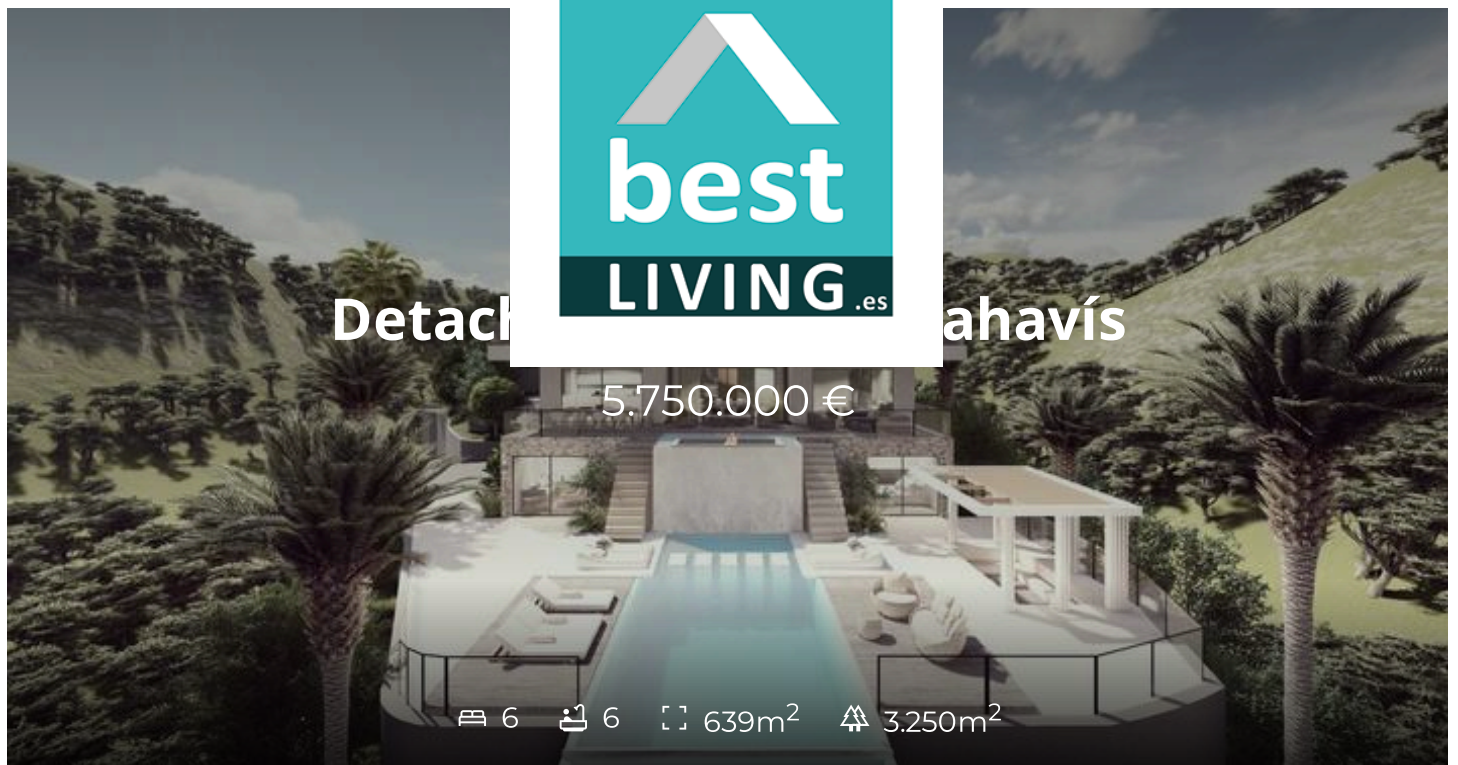 best
LIVING.es
Detach ahavís
5.750.000 €
6 6 639m² 3.250m²